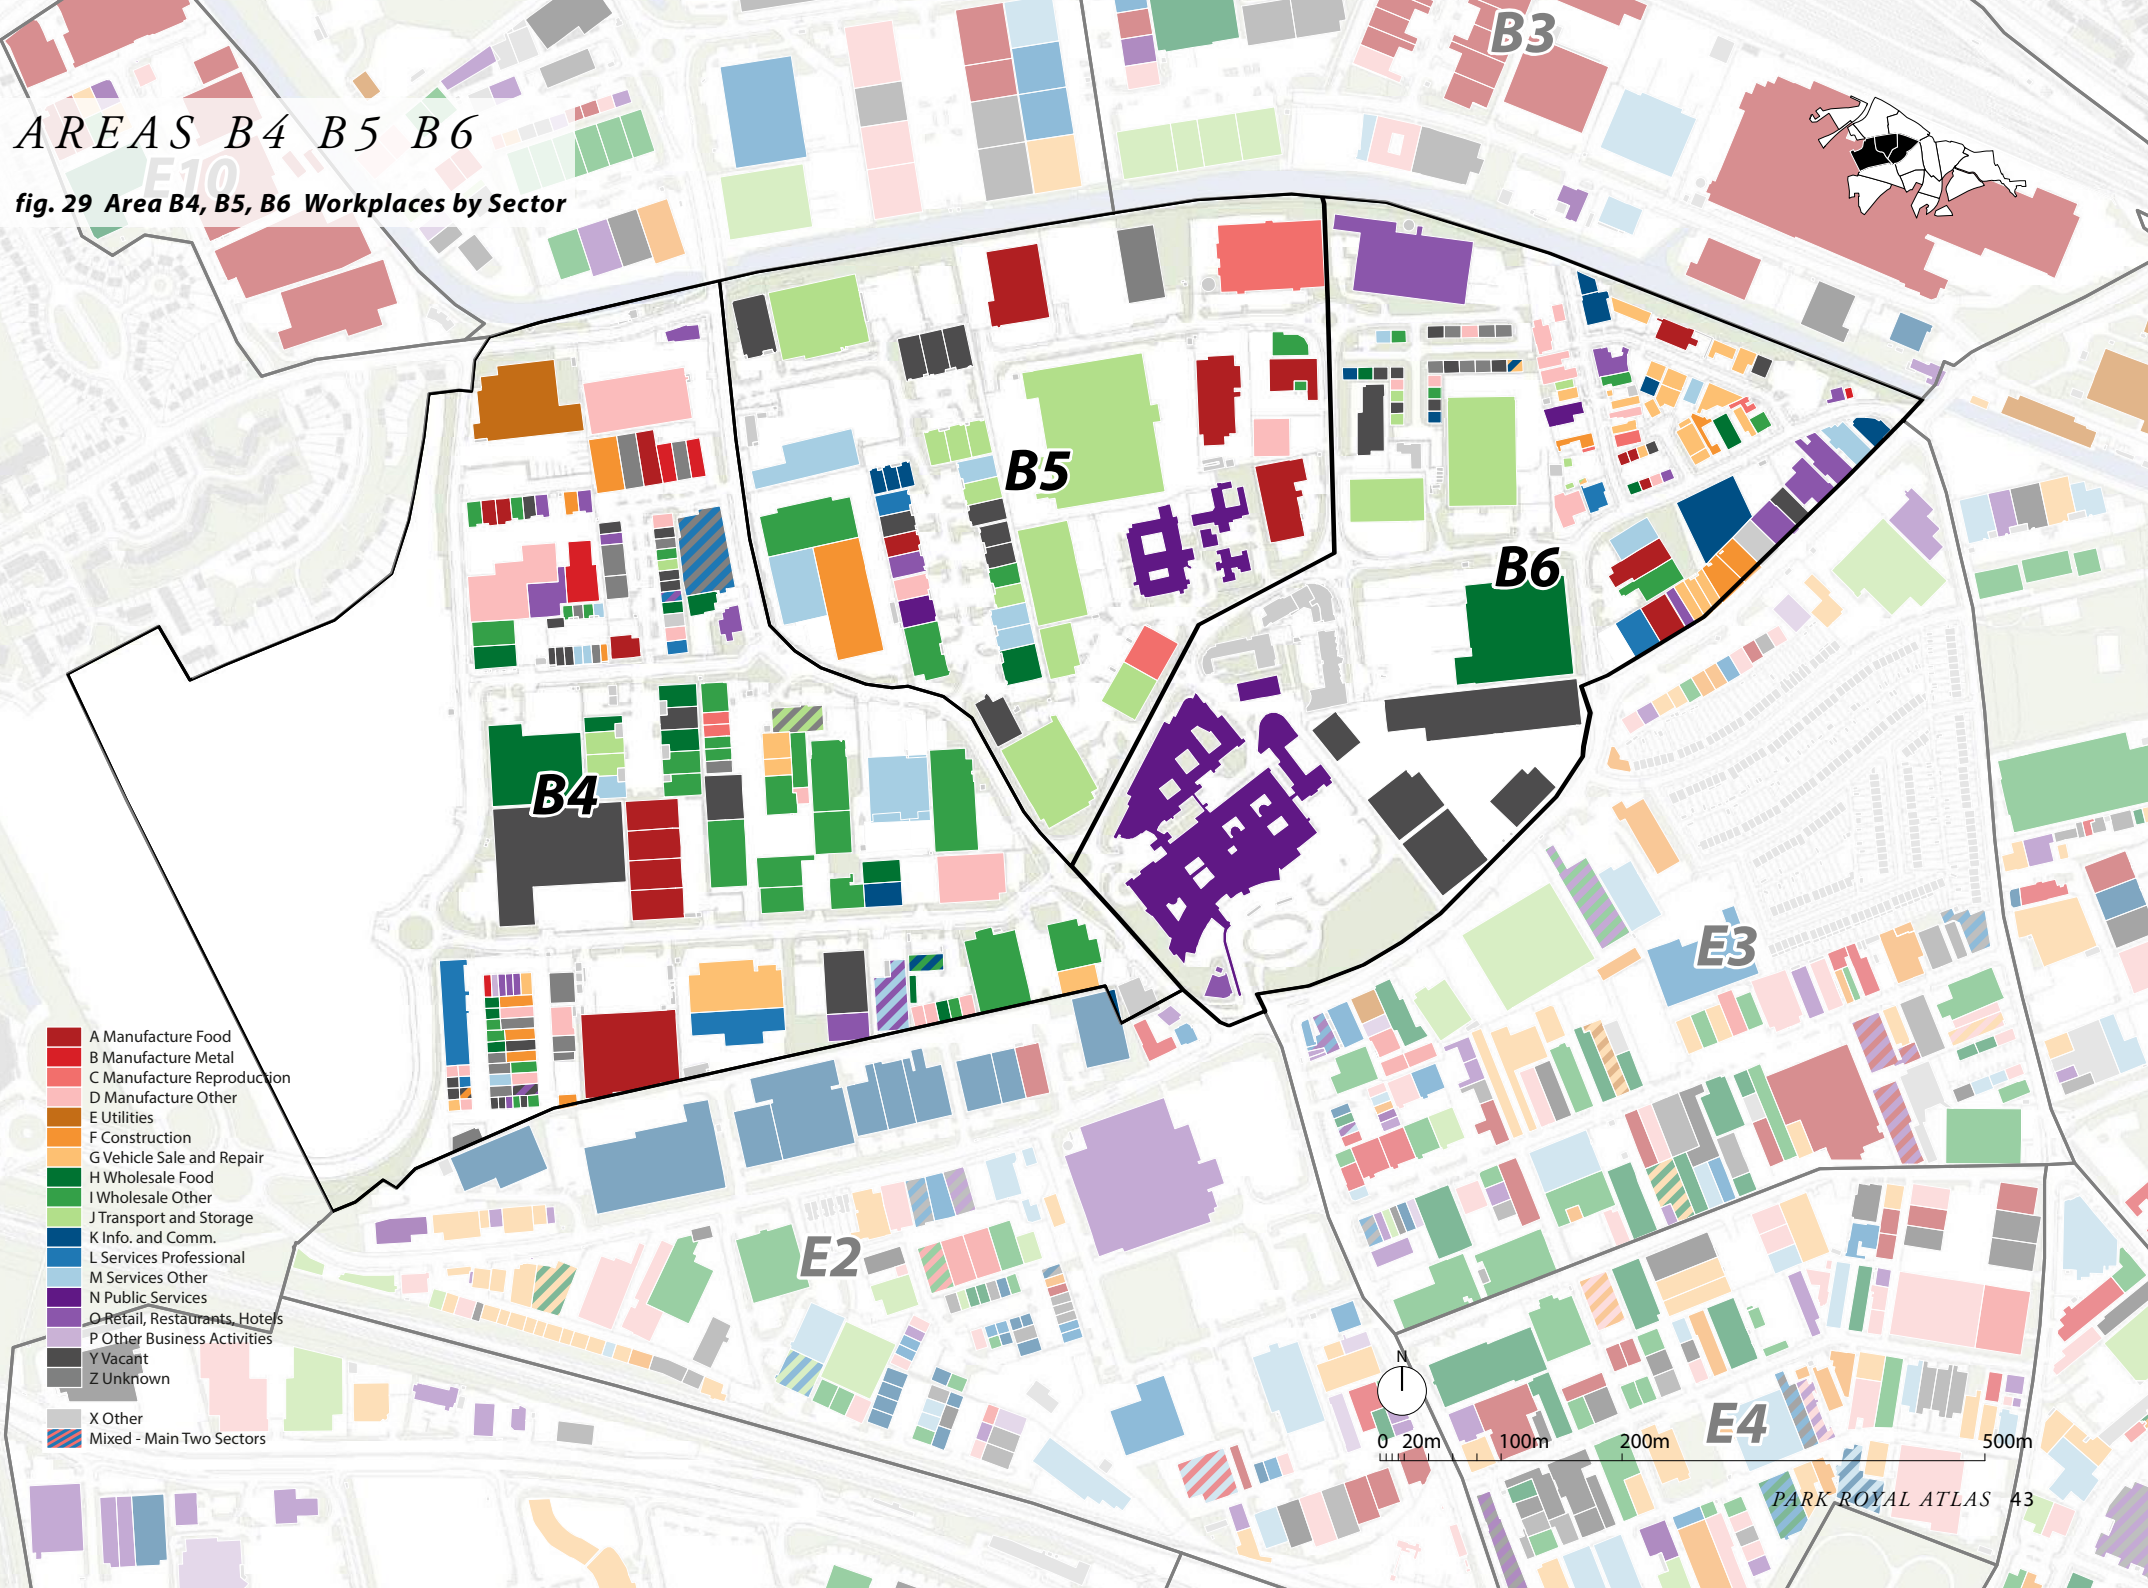 AREAS B4 B5 B6
fig. 29 Area B4, B5, B6 Workplaces by Sector
E10
B3
B5
B6
B4
E3
E2
E4
A Manufacture Food
B Manufacture Metal
C Manufacture Reproduction
D Manufacture Other
E Utilities
F Construction
G Vehicle Sale and Repair
H Wholesale Food
I Wholesale Other
J Transport and Storage
K Info. and Comm.
L Services Professional
M Services Other
N Public Services
O Retail, Restaurants, Hotels
P Other Business Activities
Y Vacant
Z Unknown
X Other
Mixed - Main Two Sectors
N
0 20m 100m 200m 500m
PARK ROYAL ATLAS 43